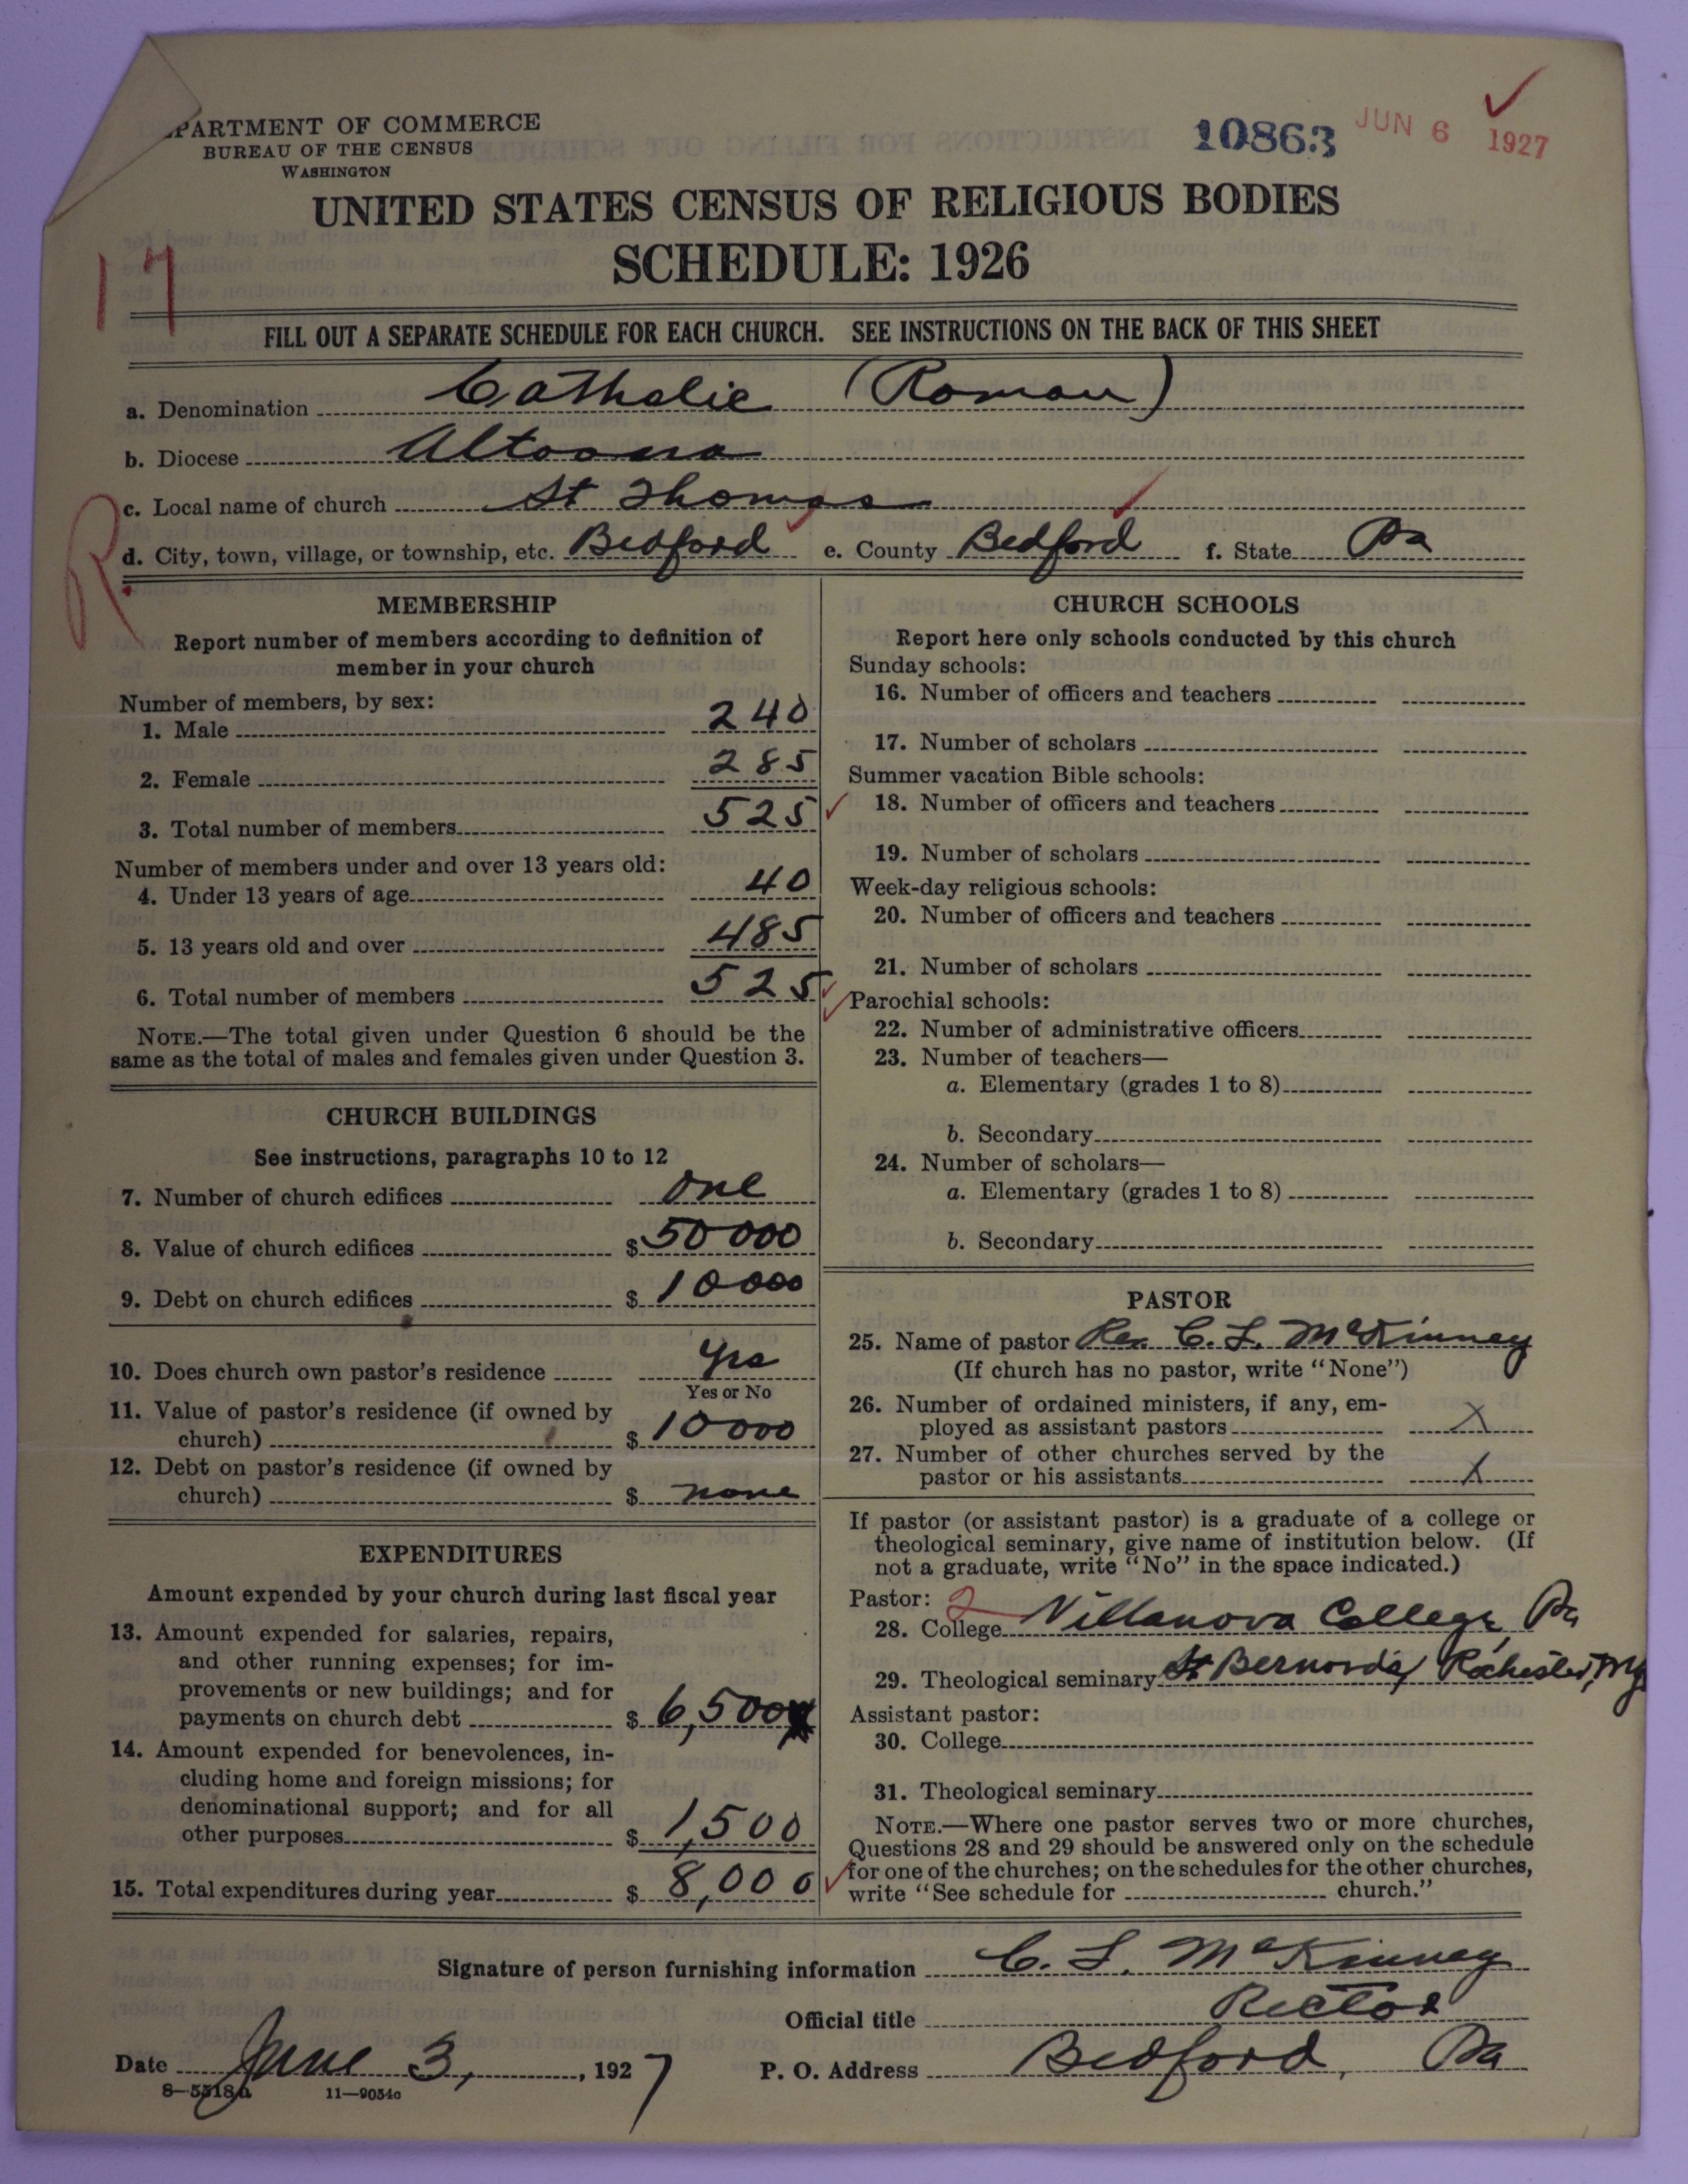 DEPARTMENT OF COMMERCE
BUREAU OF THE CENSUS
WASHINGTON
10863 JUN 6 1927
UNITED STATES CENSUS OF RELIGIOUS BODIES
SCHEDULE: 1926
17
FILL OUT A SEPARATE SCHEDULE FOR EACH CHURCH. SEE INSTRUCTIONS ON THE BACK OF THIS SHEET
a. Denomination Catholic (Roman)
b. Diocese Altoona
c. Local name of church St Thomas
R
d. City, town, village, or township, etc. Bedford e. County Bedford f. State Pa
MEMBERSHIP
Report number of members according to definition of
member in your church
Number of members, by sex:
1. Male 240
2. Female 285
3. Total number of members 525
Number of members under and over 13 years old:
4. Under 13 years of age 40
5. 13 years old and over 485
6. Total number of members 525
NOTE.—The total given under Question 6 should be the
same as the total of males and females given under Question 3.
CHURCH BUILDINGS
See instructions, paragraphs 10 to 12
7. Number of church edifices one
8. Value of church edifices $ 50000
9. Debt on church edifices $ 10000
10. Does church own pastor's residence Yes
Yes or No
11. Value of pastor's residence (if owned by
church) $ 10000
12. Debt on pastor's residence (if owned by
church) $ none
EXPENDITURES
Amount expended by your church during last fiscal year
13. Amount expended for salaries, repairs,
and other running expenses; for im-
provements or new buildings; and for
payments on church debt $ 6,500
14. Amount expended for benevolences, in-
cluding home and foreign missions; for
denominational support; and for all
other purposes $ 1,500
15. Total expenditures during year $ 8,000
CHURCH SCHOOLS
Report here only schools conducted by this church
Sunday schools:
16. Number of officers and teachers
17. Number of scholars
Summer vacation Bible schools:
18. Number of officers and teachers
19. Number of scholars
Week-day religious schools:
20. Number of officers and teachers
21. Number of scholars
Parochial schools:
22. Number of administrative officers
23. Number of teachers—
a. Elementary (grades 1 to 8)
b. Secondary
24. Number of scholars—
a. Elementary (grades 1 to 8)
b. Secondary
PASTOR
25. Name of pastor Rev. C. L. McKinney
(If church has no pastor, write "None")
26. Number of ordained ministers, if any, em-
ployed as assistant pastors X
27. Number of other churches served by the
pastor or his assistants X
If pastor (or assistant pastor) is a graduate of a college or
theological seminary, give name of institution below. (If
not a graduate, write "No" in the space indicated.)
Pastor: 2
28. College Villanova College, Pa
29. Theological seminary St Bernards, Rochester, NY
Assistant pastor:
30. College
31. Theological seminary
NOTE.—Where one pastor serves two or more churches,
Questions 28 and 29 should be answered only on the schedule
for one of the churches; on the schedules for the other churches,
write "See schedule for church."
Signature of person furnishing information C. L. McKinney
Official title Rector
Date June 3, 1927 P. O. Address Bedford, Pa
8—5518a 11—9054a